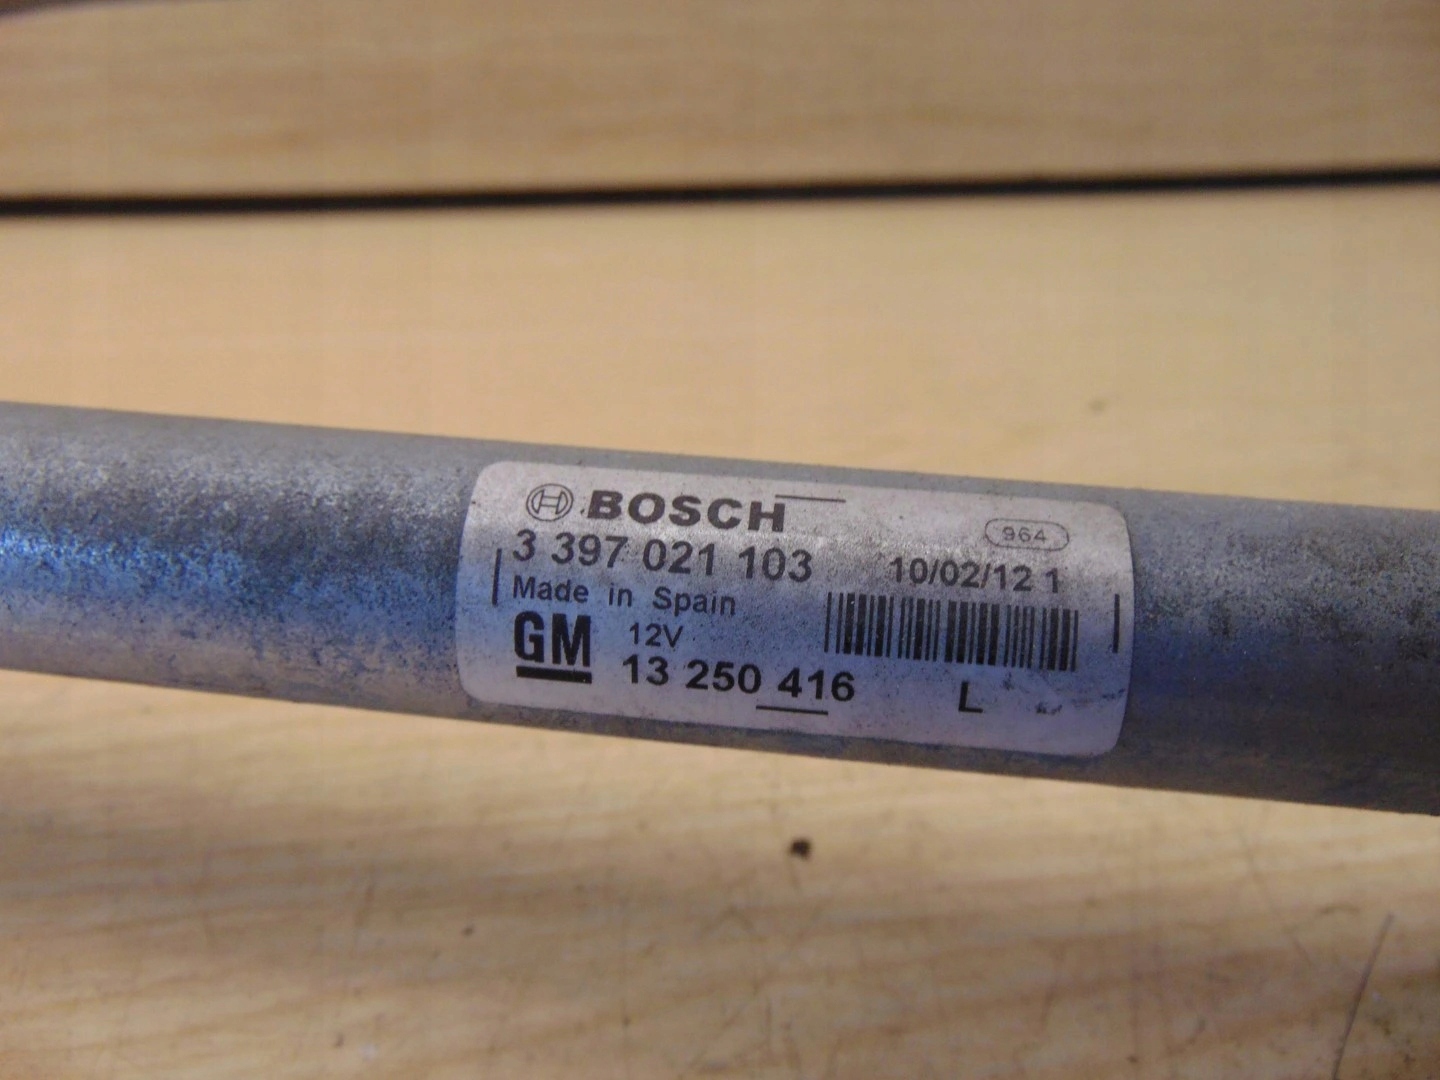 BOSCH
964
3 397 021 103
10/02/12 1
Made in Spain
GM
12V
13 250 416
L